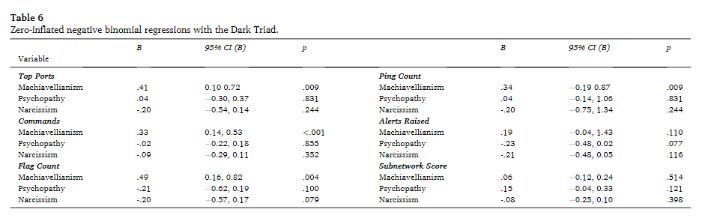 Table 6
Zero-inflated negative binomial regressions with the Dark Triad.
B 95% CI (B) p B 95% CI (B) p
Variable
Top Ports Ping Count
Machiavellianism .41 0.10 0.72 .009 Machiavellianism .34 −0.19 0.87 .009
Psychopathy .04 −0.30, 0.37 .831 Psychopathy .04 −0.14, 1.06 .831
Narcissism -.20 −0.54, 0.14 .244 Narcissism -.20 −0.75, 1.34 .244
Commands Alerts Raised
Machiavellianism .33 0.14, 0.53 <.001 Machiavellianism .19 −0.04, 1.43 .110
Psychopathy -.02 −0.22, 0.18 .855 Psychopathy -.23 −0.48, 0.02 .077
Narcissism -.09 −0.29, 0.11 .352 Narcissism -.21 −0.48, 0.05 .116
Flag Count Subnetwork Score
Machiavellianism .49 0.16, 0.82 .004 Machiavellianism .06 −0.12, 0.24 .514
Psychopathy -.21 −0.62, 0.19 .100 Psychopathy .15 −0.04, 0.33 .121
Narcissism -.20 −0.57, 0.17 .079 Narcissism -.08 −0.25, 0.10 .398